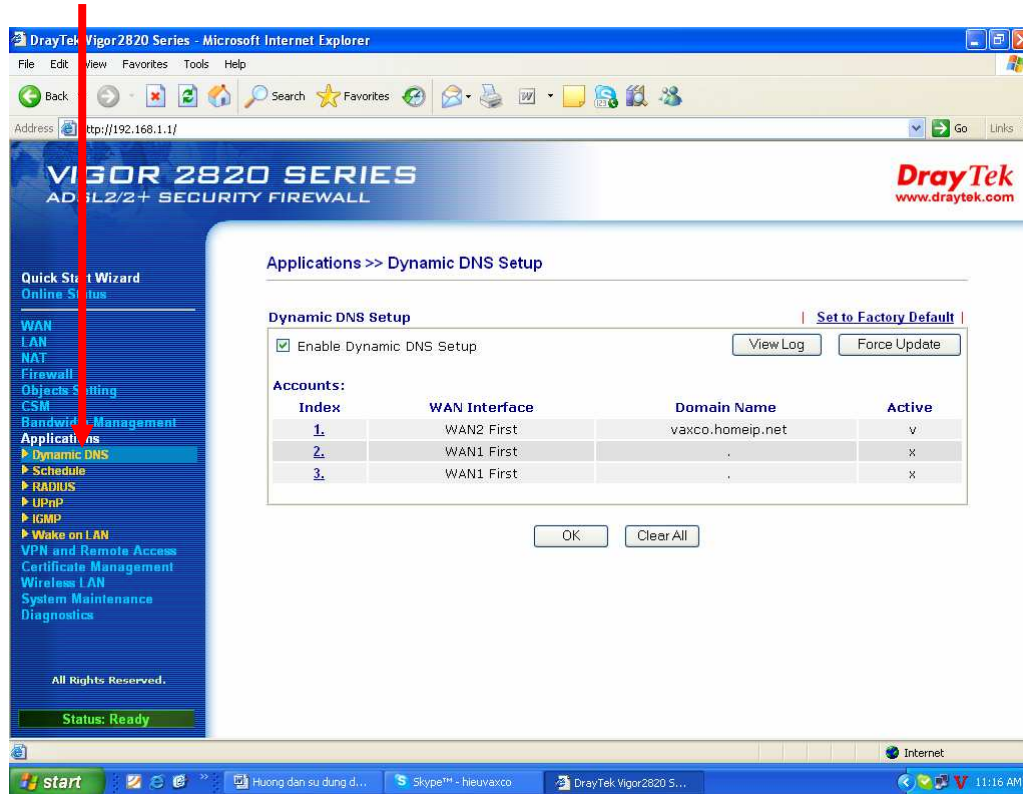 DrayTek Vigor2820 Series - Microsoft Internet Explorer
File Edit View Favorites Tools Help
Back Search Favorites
Address http://192.168.1.1/ Go Links
VIGOR 2820 SERIES
ADSL2/2+ SECURITY FIREWALL
DrayTek
www.draytek.com
Quick Start Wizard
Online Status
WAN
LAN
NAT
Firewall
Objects Setting
CSM
Bandwidth Management
Applications
Dynamic DNS
Schedule
RADIUS
UPnP
IGMP
Wake on LAN
VPN and Remote Access
Certificate Management
Wireless LAN
System Maintenance
Diagnostics
All Rights Reserved.
Status: Ready
Applications >> Dynamic DNS Setup
Dynamic DNS Setup | Set to Factory Default |
Enable Dynamic DNS Setup View Log Force Update
Accounts:
Index WAN Interface Domain Name Active
1. WAN2 First vaxco.homeip.net v
2. WAN1 First . x
3. WAN1 First . x
OK Clear All
Internet
start Huong dan su dung d... Skype™ - hieuvaxco DrayTek Vigor2820 S... 11:16 AM